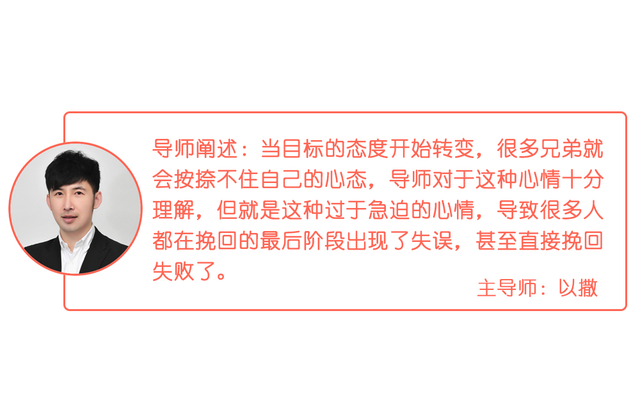 导师阐述：当目标的态度开始转变，很多兄弟就
会按捺不住自己的心态，导师对于这种心情十分
理解，但就是这种过于急迫的心情，导致很多人
都在挽回的最后阶段出现了失误，甚至直接挽回
失败了。
主导师：以撒